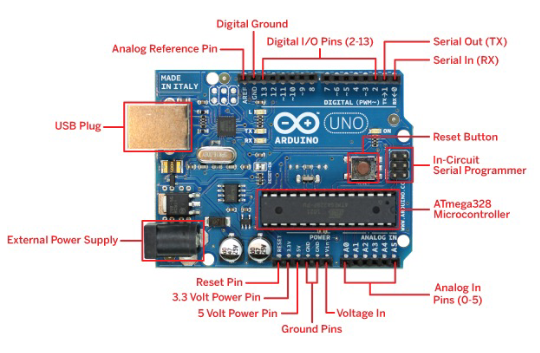 Digital Ground
Analog Reference Pin
Digital I/O Pins (2-13)
Serial Out (TX)
Serial In (RX)
MADE
IN ITALY
AREF
GND
13
12
~11
~10
~9
8
7
~6
~5
4
~3
2
TX→1
RX←0
DIGITAL (PWM~)
USB Plug
L
TX
RX
ARDUINO
UNO
ON
Reset Button
In-Circuit
Serial Programmer
ATmega328
Microcontroller
External Power Supply
POWER
ANALOG IN
RESET
3.3V
5V
GND
GND
Vin
A0
A1
A2
A3
A4
A5
Reset Pin
3.3 Volt Power Pin
5 Volt Power Pin
Ground Pins
Voltage In
Analog In
Pins (0-5)